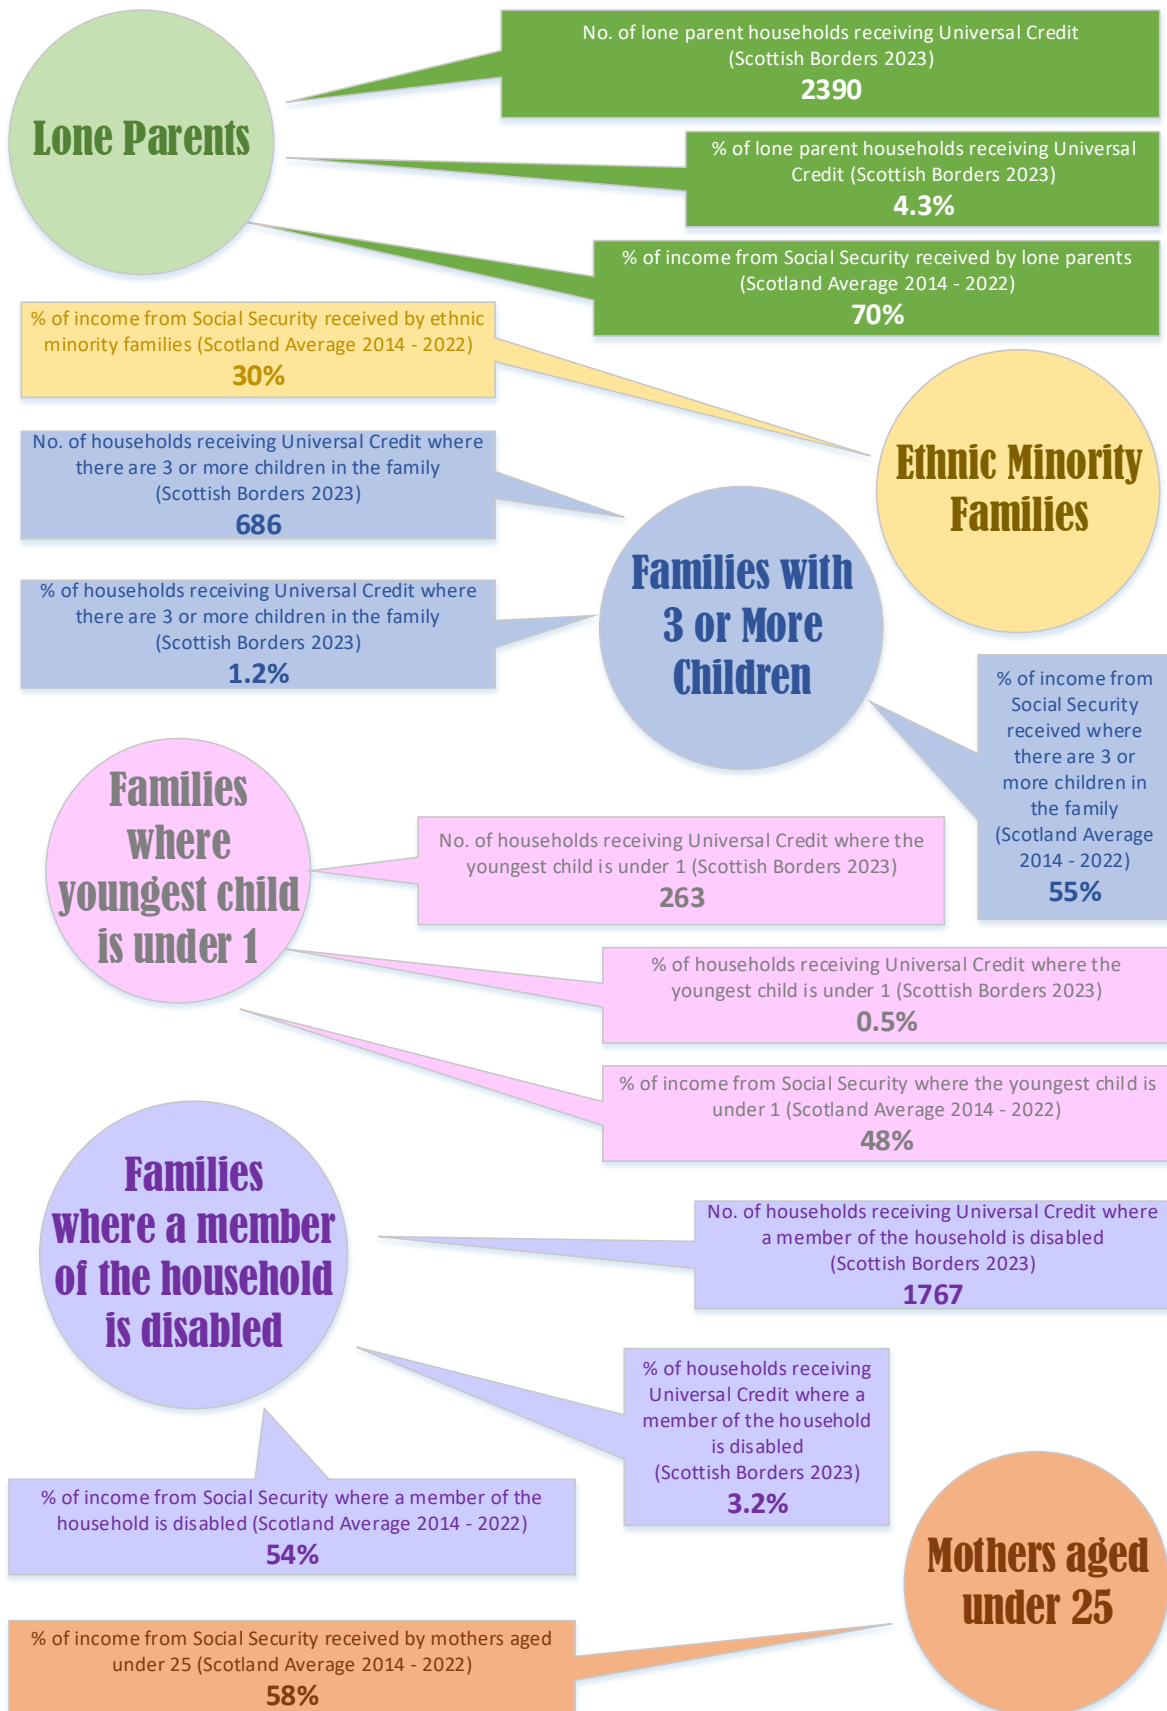 Lone Parents
No. of lone parent households receiving Universal Credit
(Scottish Borders 2023)
2390
% of lone parent households receiving Universal
Credit (Scottish Borders 2023)
4.3%
% of income from Social Security received by lone parents
(Scotland Average 2014 - 2022)
70%
% of income from Social Security received by ethnic
minority families (Scotland Average 2014 - 2022)
30%
Ethnic Minority
Families
No. of households receiving Universal Credit where
there are 3 or more children in the family
(Scottish Borders 2023)
686
Families with
3 or More
Children
% of households receiving Universal Credit where
there are 3 or more children in the family
(Scottish Borders 2023)
1.2%
% of income from
Social Security
received where
there are 3 or
more children in
the family
(Scotland Average
2014 - 2022)
55%
Families
where
youngest child
is under 1
No. of households receiving Universal Credit where the
youngest child is under 1 (Scottish Borders 2023)
263
% of households receiving Universal Credit where the
youngest child is under 1 (Scottish Borders 2023)
0.5%
% of income from Social Security where the youngest child is
under 1 (Scotland Average 2014 - 2022)
48%
Families
where a member
of the household
is disabled
No. of households receiving Universal Credit where
a member of the household is disabled
(Scottish Borders 2023)
1767
% of households receiving
Universal Credit where a
member of the household
is disabled
(Scottish Borders 2023)
3.2%
% of income from Social Security where a member of the
household is disabled (Scotland Average 2014 - 2022)
54%
Mothers aged
under 25
% of income from Social Security received by mothers aged
under 25 (Scotland Average 2014 - 2022)
58%